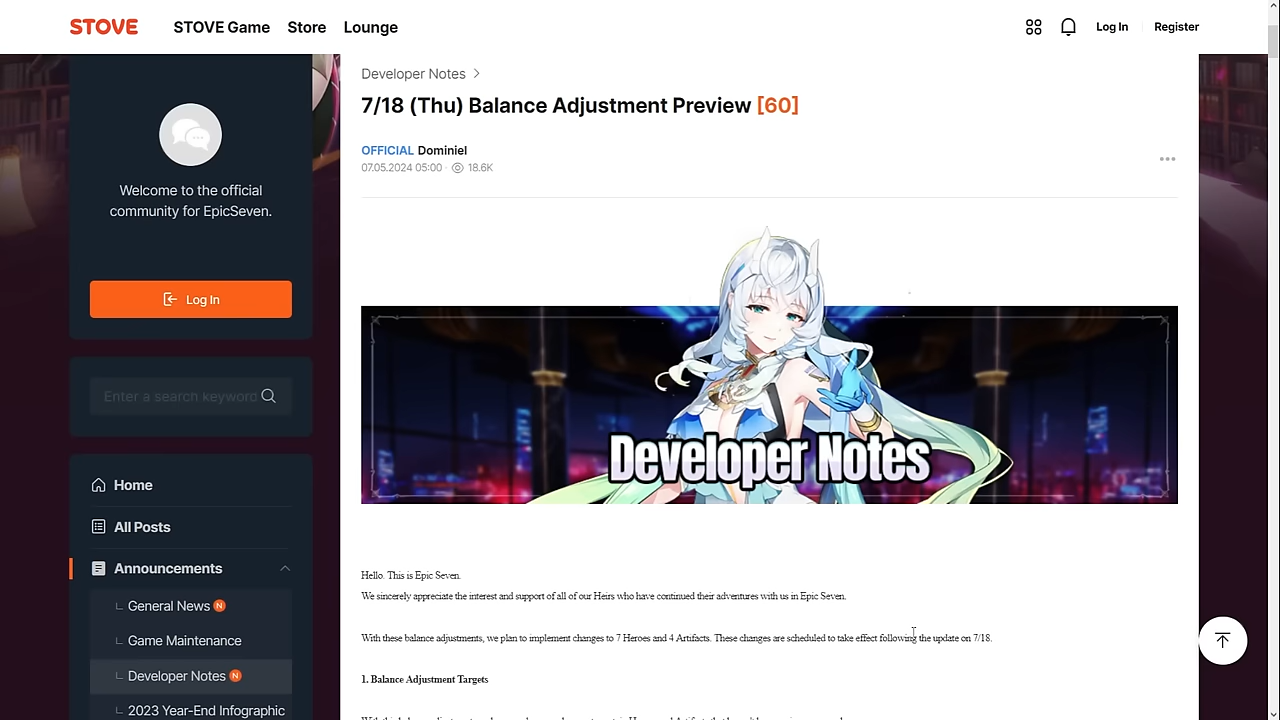 STOVE STOVE Game Store Lounge Log In Register
Developer Notes
7/18 (Thu) Balance Adjustment Preview [60]
OFFICIAL Dominiel
07.05.2024 05:00 · 18.6K
Welcome to the official
community for EpicSeven.
Log In
Enter a search keyword
Home
All Posts
Announcements
General News N
Game Maintenance
Developer Notes N
2023 Year-End Infographic
Developer Notes
Hello. This is Epic Seven.
We sincerely appreciate the interest and support of all of our Heirs who have continued their adventures with us in Epic Seven.
With these balance adjustments, we plan to implement changes to 7 Heroes and 4 Artifacts. These changes are scheduled to take effect following the update on 7/18.
1. Balance Adjustment Targets